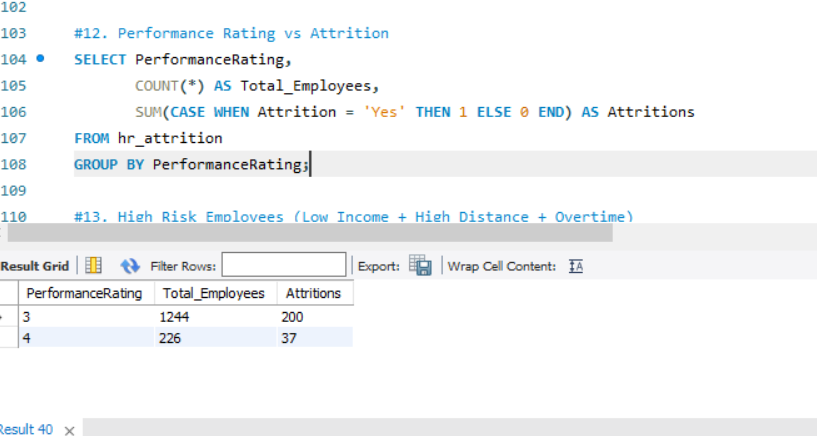 102
103 #12. Performance Rating vs Attrition
104 SELECT PerformanceRating,
105 COUNT(*) AS Total_Employees,
106 SUM(CASE WHEN Attrition = 'Yes' THEN 1 ELSE 0 END) AS Attritions
107 FROM hr_attrition
108 GROUP BY PerformanceRating;
109
110 #13. High Risk Employees (Low Income + High Distance + Overtime)
Result Grid Filter Rows: Export: Wrap Cell Content: IA
PerformanceRating Total_Employees Attritions
3 1244 200
4 226 37
Result 40 ×